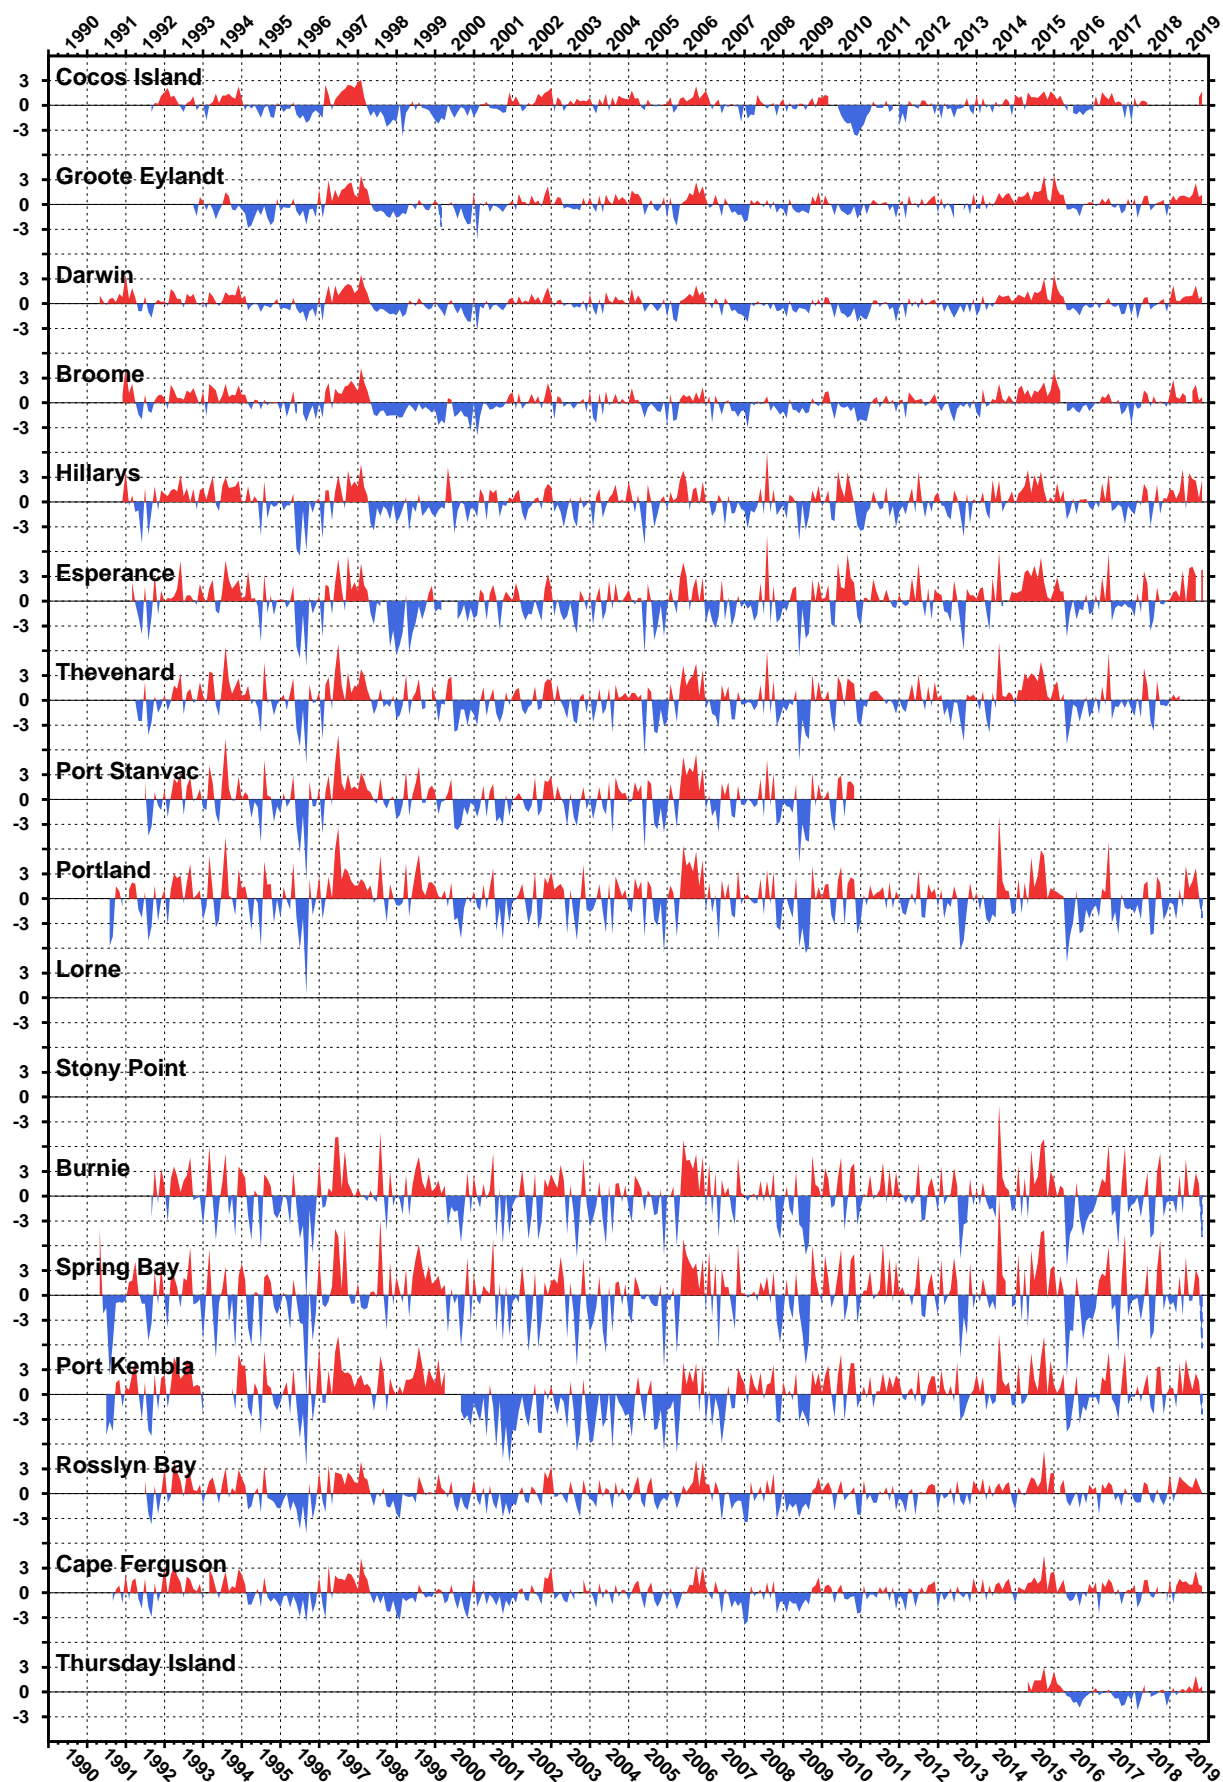 1990 1991 1992 1993 1994 1995 1996 1997 1998 1999 2000 2001 2002 2003 2004 2005 2006 2007 2008 2009 2010 2011 2012 2013 2014 2015 2016 2017 2018 2019
Cocos Island
3
0
-3
Groote Eylandt
3
0
-3
Darwin
3
0
-3
Broome
3
0
-3
Hillarys
3
0
-3
Esperance
3
0
-3
Thevenard
3
0
-3
Port Stanvac
3
0
-3
Portland
3
0
-3
Lorne
3
0
-3
Stony Point
3
0
-3
Burnie
3
0
-3
Spring Bay
3
0
-3
Port Kembla
3
0
-3
Rosslyn Bay
3
0
-3
Cape Ferguson
3
0
-3
Thursday Island
3
0
-3
1990 1991 1992 1993 1994 1995 1996 1997 1998 1999 2000 2001 2002 2003 2004 2005 2006 2007 2008 2009 2010 2011 2012 2013 2014 2015 2016 2017 2018 2019